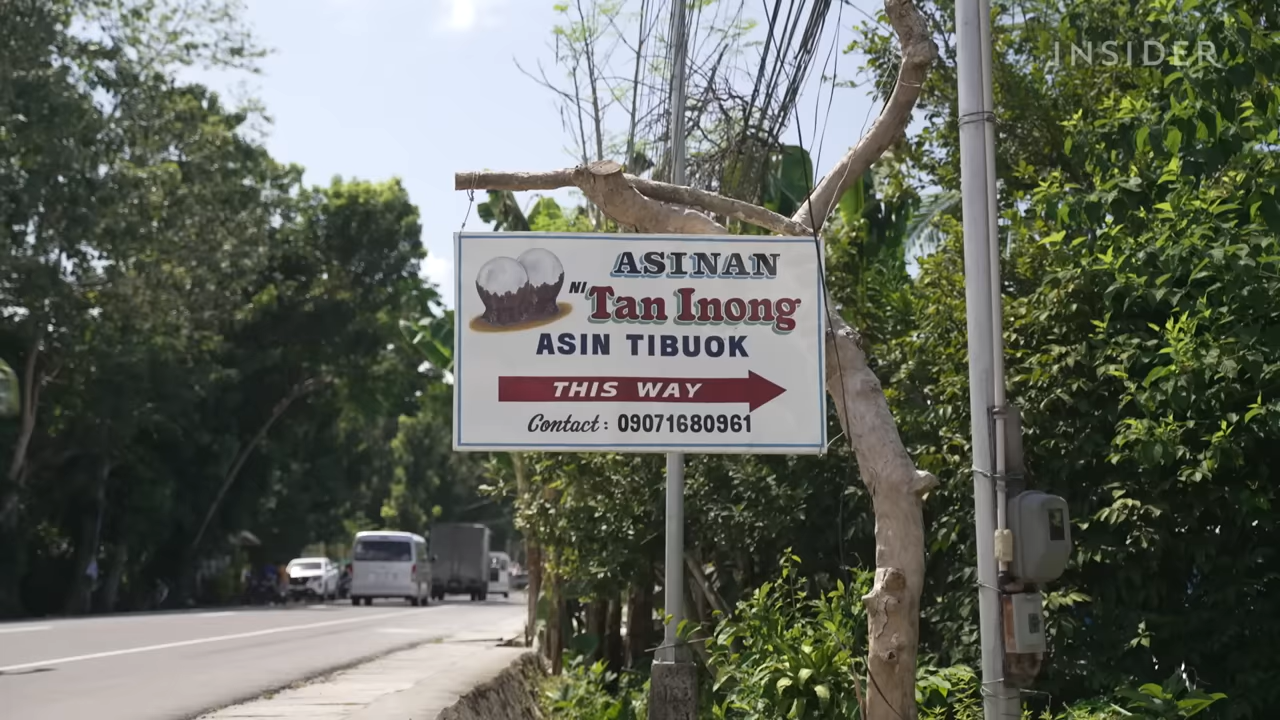 INSIDER
ASINAN
NI Tan Inong
ASIN TIBUOK
THIS WAY
Contact: 09071680961